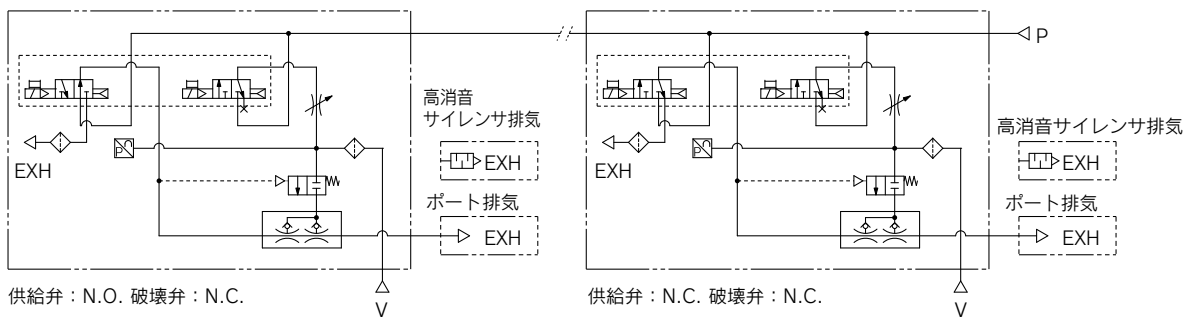 P
高消音
サイレンサ排気
EXH
EXH
P
ポート排気
EXH
供給弁：N.O. 破壊弁：N.C.
V
高消音サイレンサ排気
EXH
EXH
P
ポート排気
EXH
供給弁：N.C. 破壊弁：N.C.
V